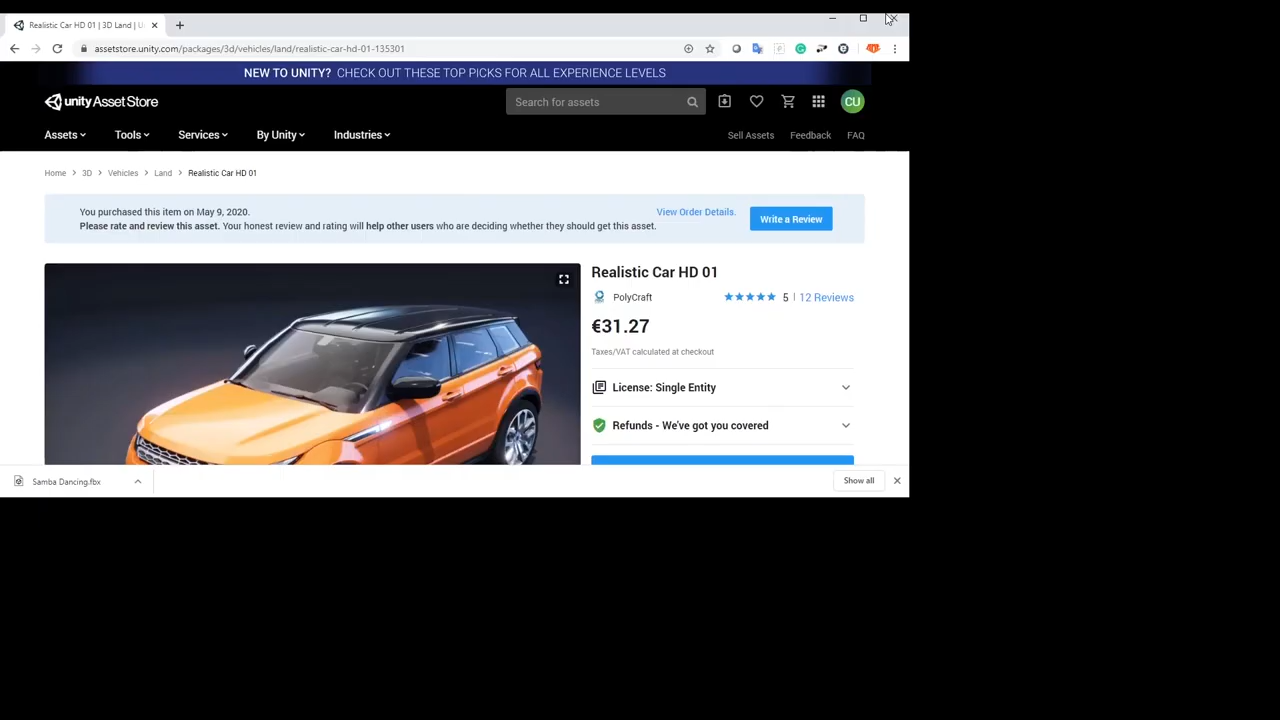 Realistic Car HD 01 | 3D Land | U
assetstore.unity.com/packages/3d/vehicles/land/realistic-car-hd-01-135301
NEW TO UNITY? CHECK OUT THESE TOP PICKS FOR ALL EXPERIENCE LEVELS
unity Asset Store
Search for assets
CU
Assets
Tools
Services
By Unity
Industries
Sell Assets
Feedback
FAQ
Home > 3D > Vehicles > Land > Realistic Car HD 01
You purchased this item on May 9, 2020.
View Order Details.
Write a Review
Please rate and review this asset. Your honest review and rating will help other users who are deciding whether they should get this asset.
Realistic Car HD 01
PolyCraft
5 | 12 Reviews
€31.27
Taxes/VAT calculated at checkout
License: Single Entity
Refunds - We've got you covered
Samba Dancing.fbx
Show all